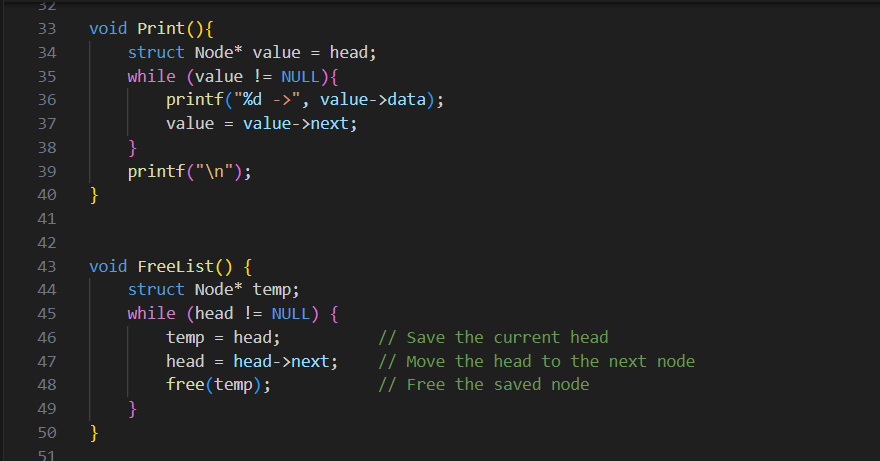 32
33 void Print(){
34     struct Node* value = head;
35     while (value != NULL){
36         printf("%d ->", value->data);
37         value = value->next;
38     }
39     printf("\n");
40 }
41
42
43 void FreeList() {
44     struct Node* temp;
45     while (head != NULL) {
46         temp = head;          // Save the current head
47         head = head->next;    // Move the head to the next node
48         free(temp);           // Free the saved node
49     }
50 }
51